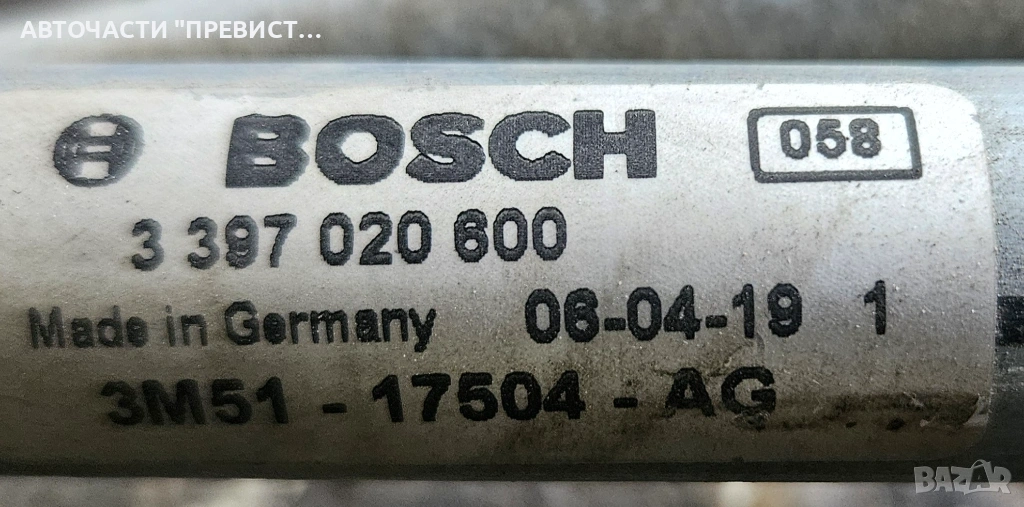 АВТОЧАСТИ "ПРЕВИСТ...
BOSCH 058
3 397 020 600
Made in Germany 06-04-19 1
3M51 - 17504 - AG
BAZAR